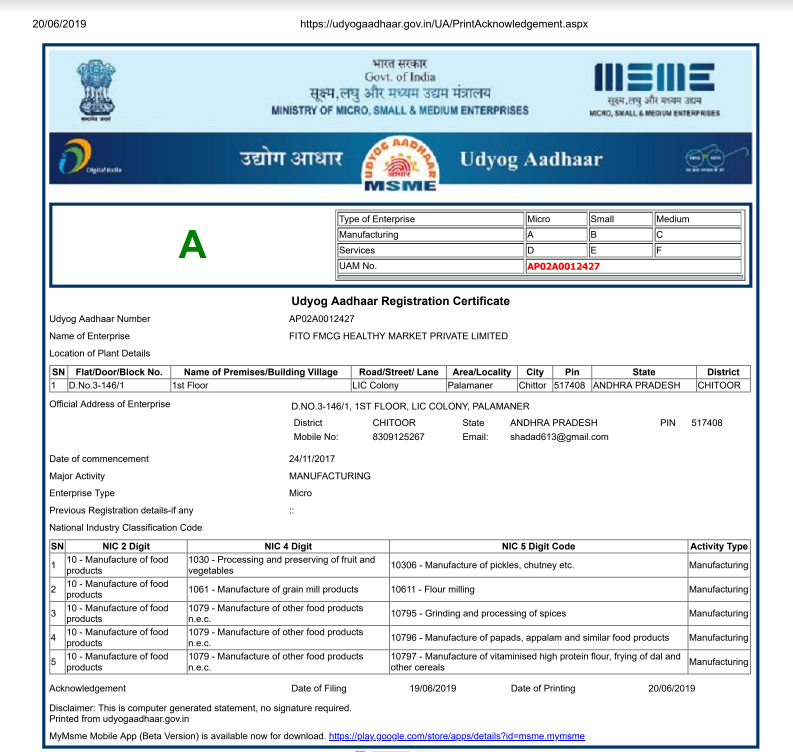 20/06/2019 https://udyogaadhaar.gov.in/UA/PrintAcknowledgement.aspx
भारत सरकार
Govt. of India
सूक्ष्म,लघु और मध्यम उद्यम मंत्रालय
MINISTRY OF MICRO, SMALL & MEDIUM ENTERPRISES
सूक्ष्म,लघु और मध्यम उद्यम
MICRO, SMALL & MEDIUM ENTERPRISES
Digital India
उद्योग आधार
UDYOG AADHAAR
MSME
Udyog Aadhaar
A
Type of Enterprise Micro Small Medium
Manufacturing A B C
Services D E F
UAM No. AP02A0012427
Udyog Aadhaar Registration Certificate
Udyog Aadhaar Number AP02A0012427
Name of Enterprise FITO FMCG HEALTHY MARKET PRIVATE LIMITED
Location of Plant Details
SN Flat/Door/Block No. Name of Premises/Building Village Road/Street/ Lane Area/Locality City Pin State District
1 D.No.3-146/1 1st Floor LIC Colony Palamaner Chittor 517408 ANDHRA PRADESH CHITOOR
Official Address of Enterprise D.NO.3-146/1, 1ST FLOOR, LIC COLONY, PALAMANER
District CHITOOR State ANDHRA PRADESH PIN 517408
Mobile No: 8309125267 Email: shadad613@gmail.com
Date of commencement 24/11/2017
Major Activity MANUFACTURING
Enterprise Type Micro
Previous Registration details-if any ::
National Industry Classification Code
SN NIC 2 Digit NIC 4 Digit NIC 5 Digit Code Activity Type
1 10 - Manufacture of food products 1030 - Processing and preserving of fruit and vegetables 10306 - Manufacture of pickles, chutney etc. Manufacturing
2 10 - Manufacture of food products 1061 - Manufacture of grain mill products 10611 - Flour milling Manufacturing
3 10 - Manufacture of food products 1079 - Manufacture of other food products n.e.c. 10795 - Grinding and processing of spices Manufacturing
4 10 - Manufacture of food products 1079 - Manufacture of other food products n.e.c. 10796 - Manufacture of papads, appalam and similar food products Manufacturing
5 10 - Manufacture of food products 1079 - Manufacture of other food products n.e.c. 10797 - Manufacture of vitaminised high protein flour, frying of dal and other cereals Manufacturing
Acknowledgement Date of Filing 19/06/2019 Date of Printing 20/06/2019
Disclaimer: This is computer generated statement, no signature required.
Printed from udyogaadhaar.gov.in
MyMsme Mobile App (Beta Version) is available now for download. https://play.google.com/store/apps/details?id=msme.mymsme